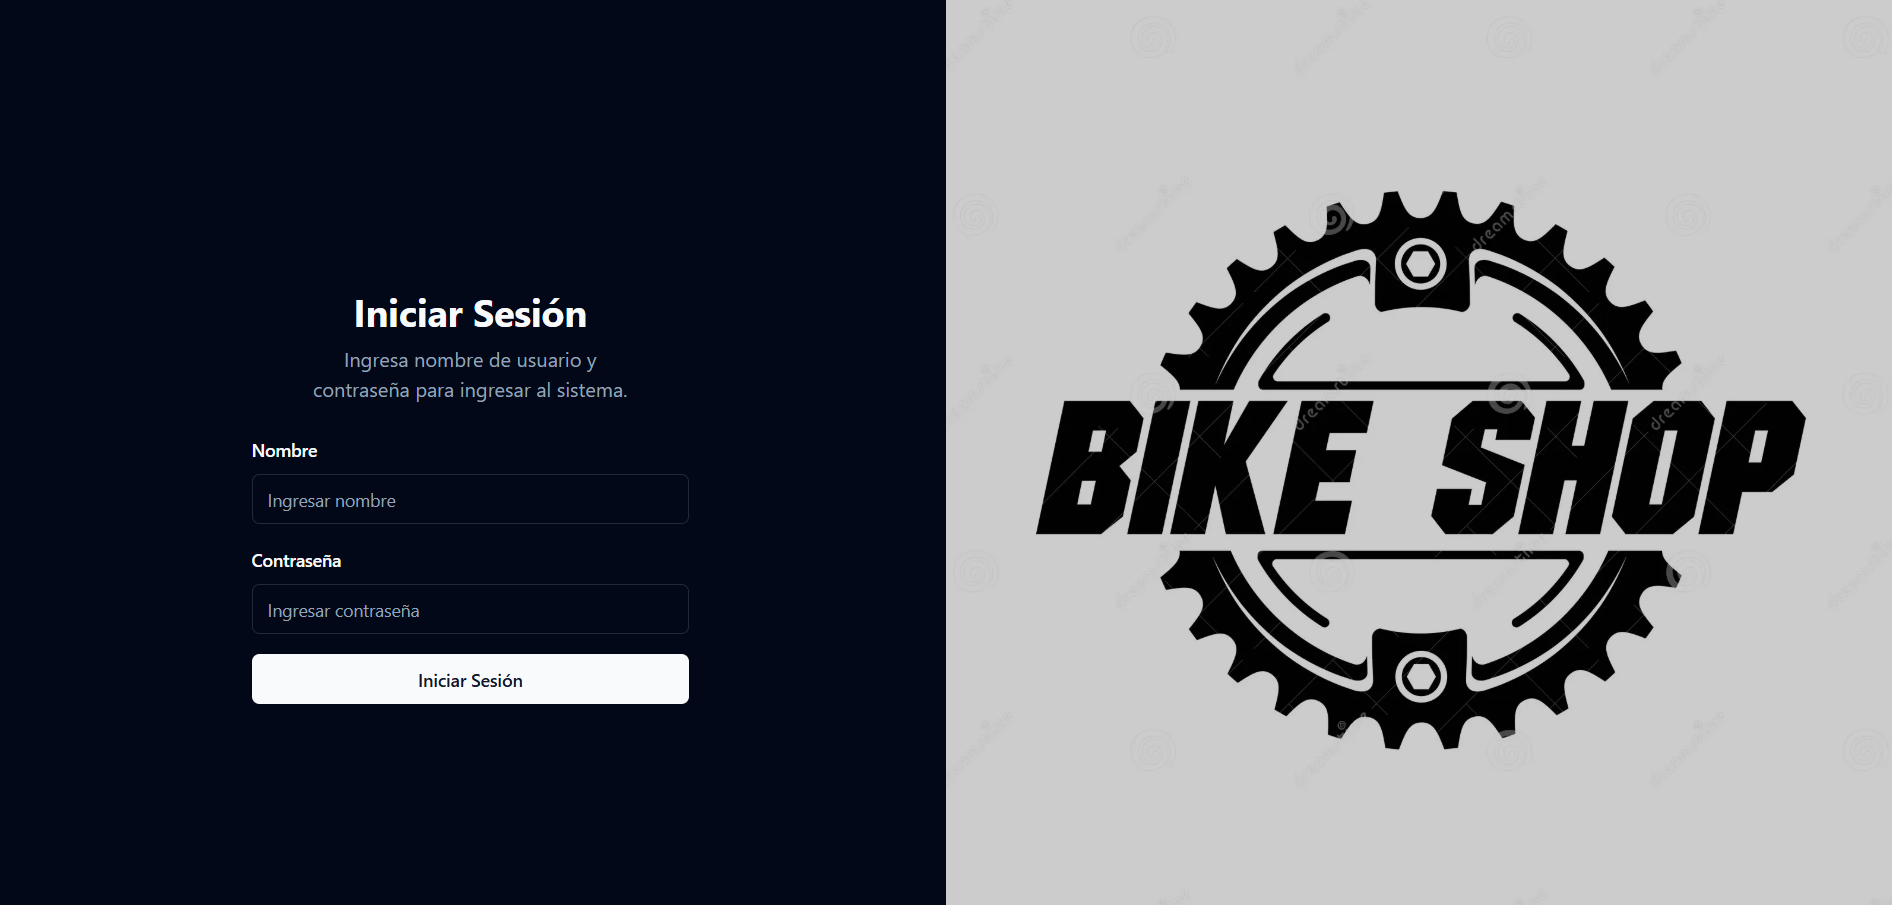 Iniciar Sesión
Ingresa nombre de usuario y
contraseña para ingresar al sistema.
Nombre
Ingresar nombre
Contraseña
Ingresar contraseña
Iniciar Sesión
BIKE SHOP